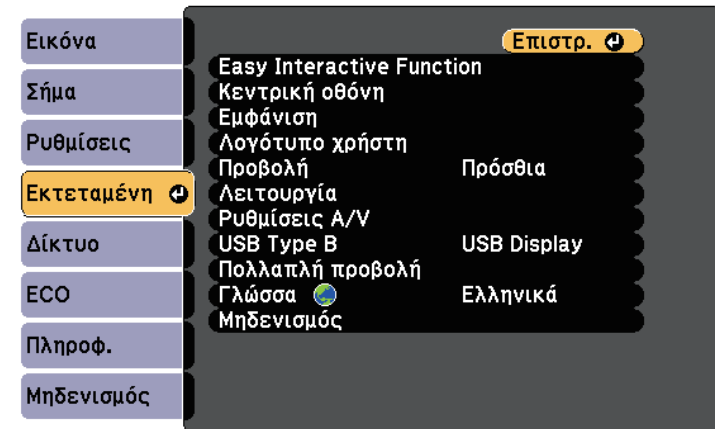 Εικόνα
Σήμα
Ρυθμίσεις
Εκτεταμένη
Δίκτυο
ECO
Πληροφ.
Μηδενισμός
Επιστρ.
Easy Interactive Function
Κεντρική οθόνη
Εμφάνιση
Λογότυπο χρήστη
Προβολή Πρόσθια
Λειτουργία
Ρυθμίσεις A/V
USB Type B USB Display
Πολλαπλή προβολή
Γλώσσα Ελληνικά
Μηδενισμός